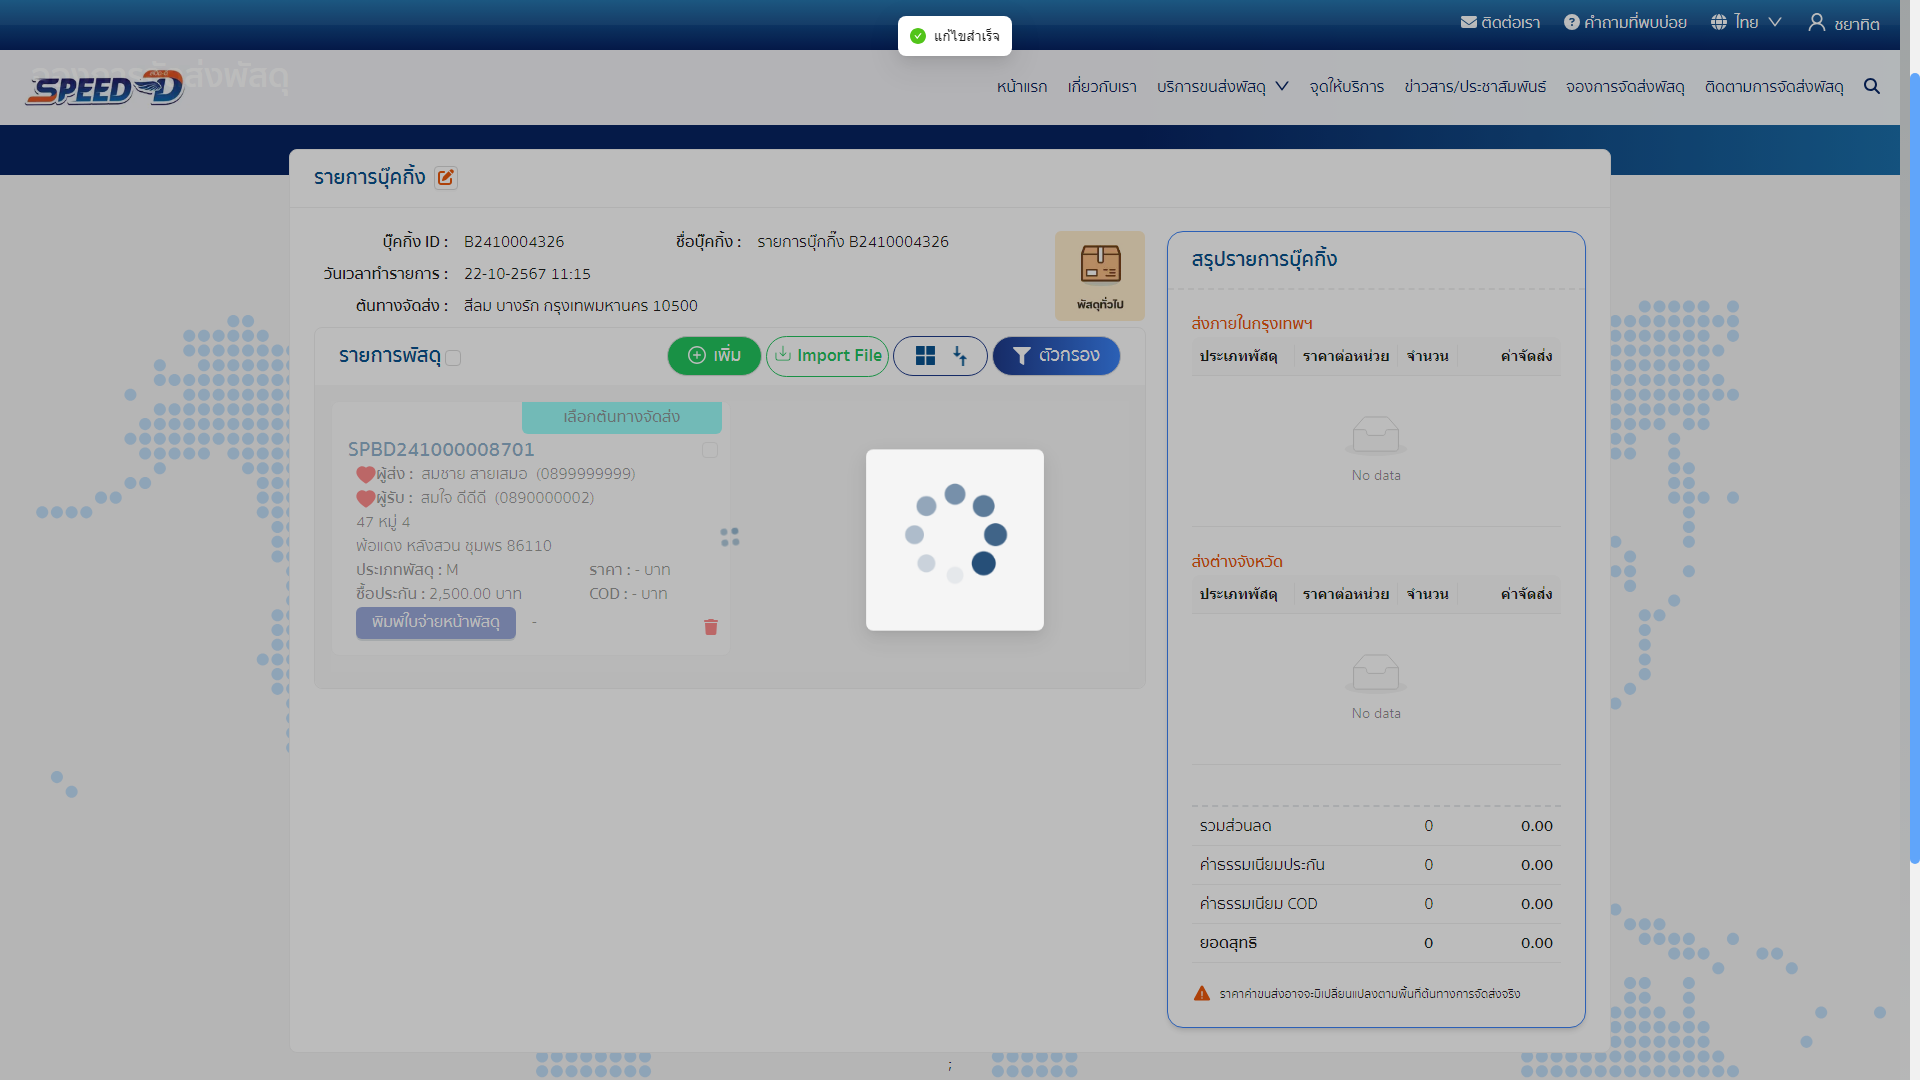 ติดต่อเรา
คำถามที่พบบ่อย
ไทย
ชยาทิต
แก้ไขสำเร็จ
จองการจัดส่งพัสดุ
SPEED-D
หน้าแรก
เกี่ยวกับเรา
บริการขนส่งพัสดุ
จุดให้บริการ
ข่าวสาร/ประชาสัมพันธ์
จองการจัดส่งพัสดุ
ติดตามการจัดส่งพัสดุ
รายการบุ๊คกิ้ง
บุ๊คกิ้ง ID : B2410004326
ชื่อบุ๊คกิ้ง : รายการบุ๊กกิ๊ง B2410004326
วันเวลาทำรายการ : 22-10-2567 11:15
ต้นทางจัดส่ง : สีลม บางรัก กรุงเทพมหานคร 10500
พัสดุทั่วไป
รายการพัสดุ
เพิ่ม
Import File
ตัวกรอง
เลือกต้นทางจัดส่ง
SPBD241000008701
ผู้ส่ง : สมชาย สายเสมอ (0899999999)
ผู้รับ : สมใจ ดีดีดี (0890000002)
47 หมู่ 4
พ้อแดง หลังสวน ชุมพร 86110
ประเภทพัสดุ : M
ราคา : - บาท
ซื้อประกัน : 2,500.00 บาท
COD : - บาท
พิมพ์ใบจ่ายหน้าพัสดุ
-
สรุปรายการบุ๊คกิ้ง
ส่งภายในกรุงเทพฯ
ประเภทพัสดุ ราคาต่อหน่วย จำนวน ค่าจัดส่ง
No data
ส่งต่างจังหวัด
ประเภทพัสดุ ราคาต่อหน่วย จำนวน ค่าจัดส่ง
No data
รวมส่วนลด 0 0.00
ค่าธรรมเนียมประกัน 0 0.00
ค่าธรรมเนียม COD 0 0.00
ยอดสุทธิ 0 0.00
ราคาค่าขนส่งอาจจะมีเปลี่ยนแปลงตามพื้นที่ต้นทางการจัดส่งจริง
;